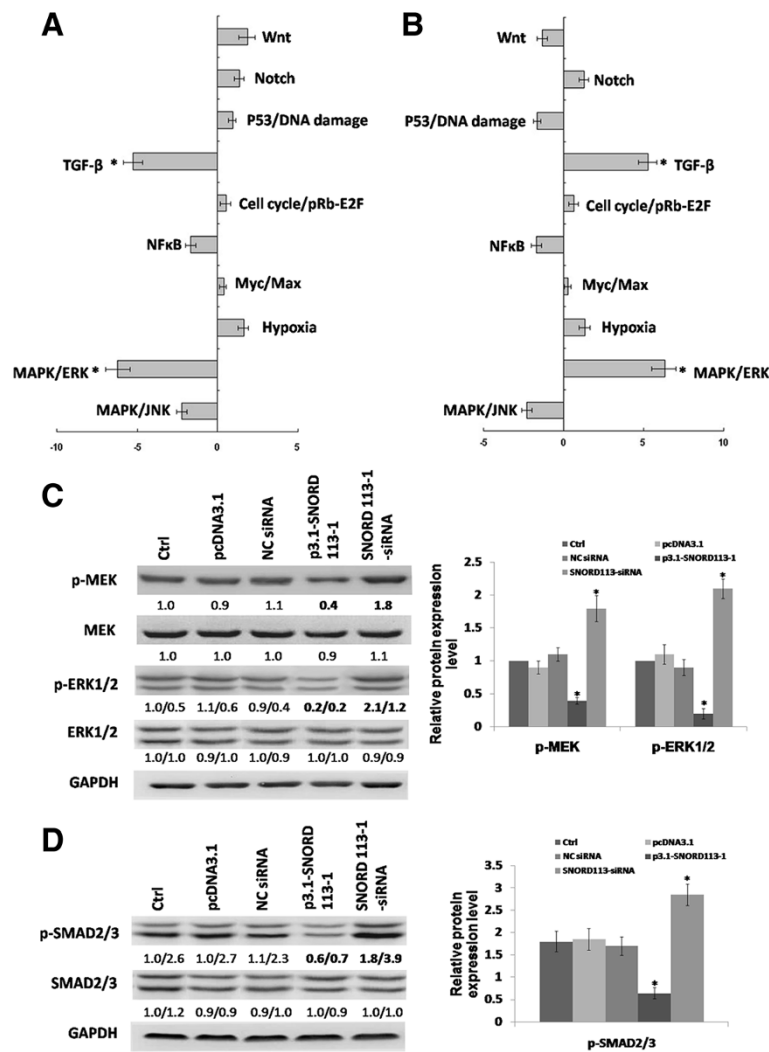 A
Wnt
Notch
P53/DNA damage
TGF-β *
Cell cycle/pRb-E2F
NFκB
Myc/Max
Hypoxia
MAPK/ERK *
MAPK/JNK
-10 -5 0 5
B
Wnt
Notch
P53/DNA damage
* TGF-β
Cell cycle/pRb-E2F
NFκB
Myc/Max
Hypoxia
* MAPK/ERK
MAPK/JNK
-5 0 5 10
C
Ctrl
pcDNA3.1
NC siRNA
p3.1-SNORD
113-1
SNORD 113-1
-siRNA
p-MEK
1.0 0.9 1.1 0.4 1.8
MEK
1.0 1.0 1.0 0.9 1.1
p-ERK1/2
1.0/0.5 1.1/0.6 0.9/0.4 0.2/0.2 2.1/1.2
ERK1/2
1.0/1.0 0.9/1.0 1.0/0.9 1.0/1.0 0.9/0.9
GAPDH
Ctrl pcDNA3.1
NC siRNA p3.1-SNORD113-1
SNORD113-siRNA
Relative protein expression
level
2.5
2
1.5
1
0.5
0
* * * *
p-MEK p-ERK1/2
D
Ctrl
pcDNA3.1
NC siRNA
p3.1-SNORD
113-1
SNORD 113-1
-siRNA
p-SMAD2/3
1.0/2.6 1.0/2.7 1.1/2.3 0.6/0.7 1.8/3.9
SMAD2/3
1.0/1.2 0.9/0.9 0.9/1.0 1.0/0.9 1.0/1.0
GAPDH
Ctrl pcDNA3.1
NC siRNA p3.1-SNORD113-1
SNORD113-siRNA
Relative protein
expression level
3.5
3
2.5
2
1.5
1
0.5
0
* *
p-SMAD2/3